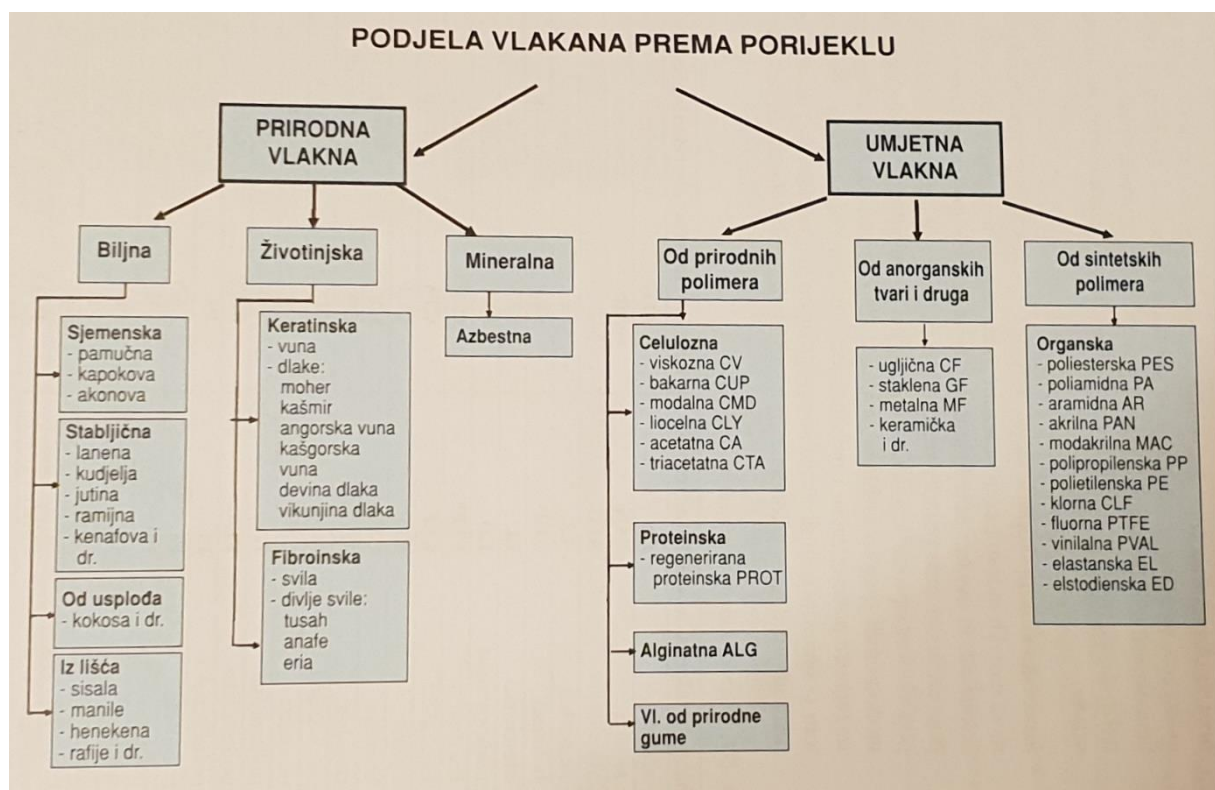 PODJELA VLAKANA PREMA PORIJEKLU
PRIRODNA
VLAKNA
Biljna
Sjemenska
- pamučna
- kapokova
- akonova
Stabljična
- lanena
- kudjelja
- jutina
- ramijna
- kenafova i
dr.
Od usplođa
- kokosa i dr.
Iz lišća
- sisala
- manile
- henekena
- rafije i dr.
Životinjska
Keratinska
- vuna
- dlake:
moher
kašmir
angorska vuna
kašgorska
vuna
devina dlaka
vikunjina dlaka
Fibroinska
- svila
- divlje svile:
tusah
anafe
eria
Mineralna
Azbestna
UMJETNA
VLAKNA
Od prirodnih
polimera
Celulozna
- viskozna CV
- bakarna CUP
- modalna CMD
- liocelna CLY
- acetatna CA
- triacetatna CTA
Proteinska
- regenerirana
proteinska PROT
Alginatna ALG
Vl. od prirodne
gume
Od anorganskih
tvari i druga
- ugljična CF
- staklena GF
- metalna MF
- keramička
i dr.
Od sintetskih
polimera
Organska
- poliesterska PES
- poliamidna PA
- aramidna AR
- akrilna PAN
- modakrilna MAC
- polipropilenska PP
- polietilenska PE
- klorna CLF
- fluorna PTFE
- vinilalna PVAL
- elastanska EL
- elstodienska ED